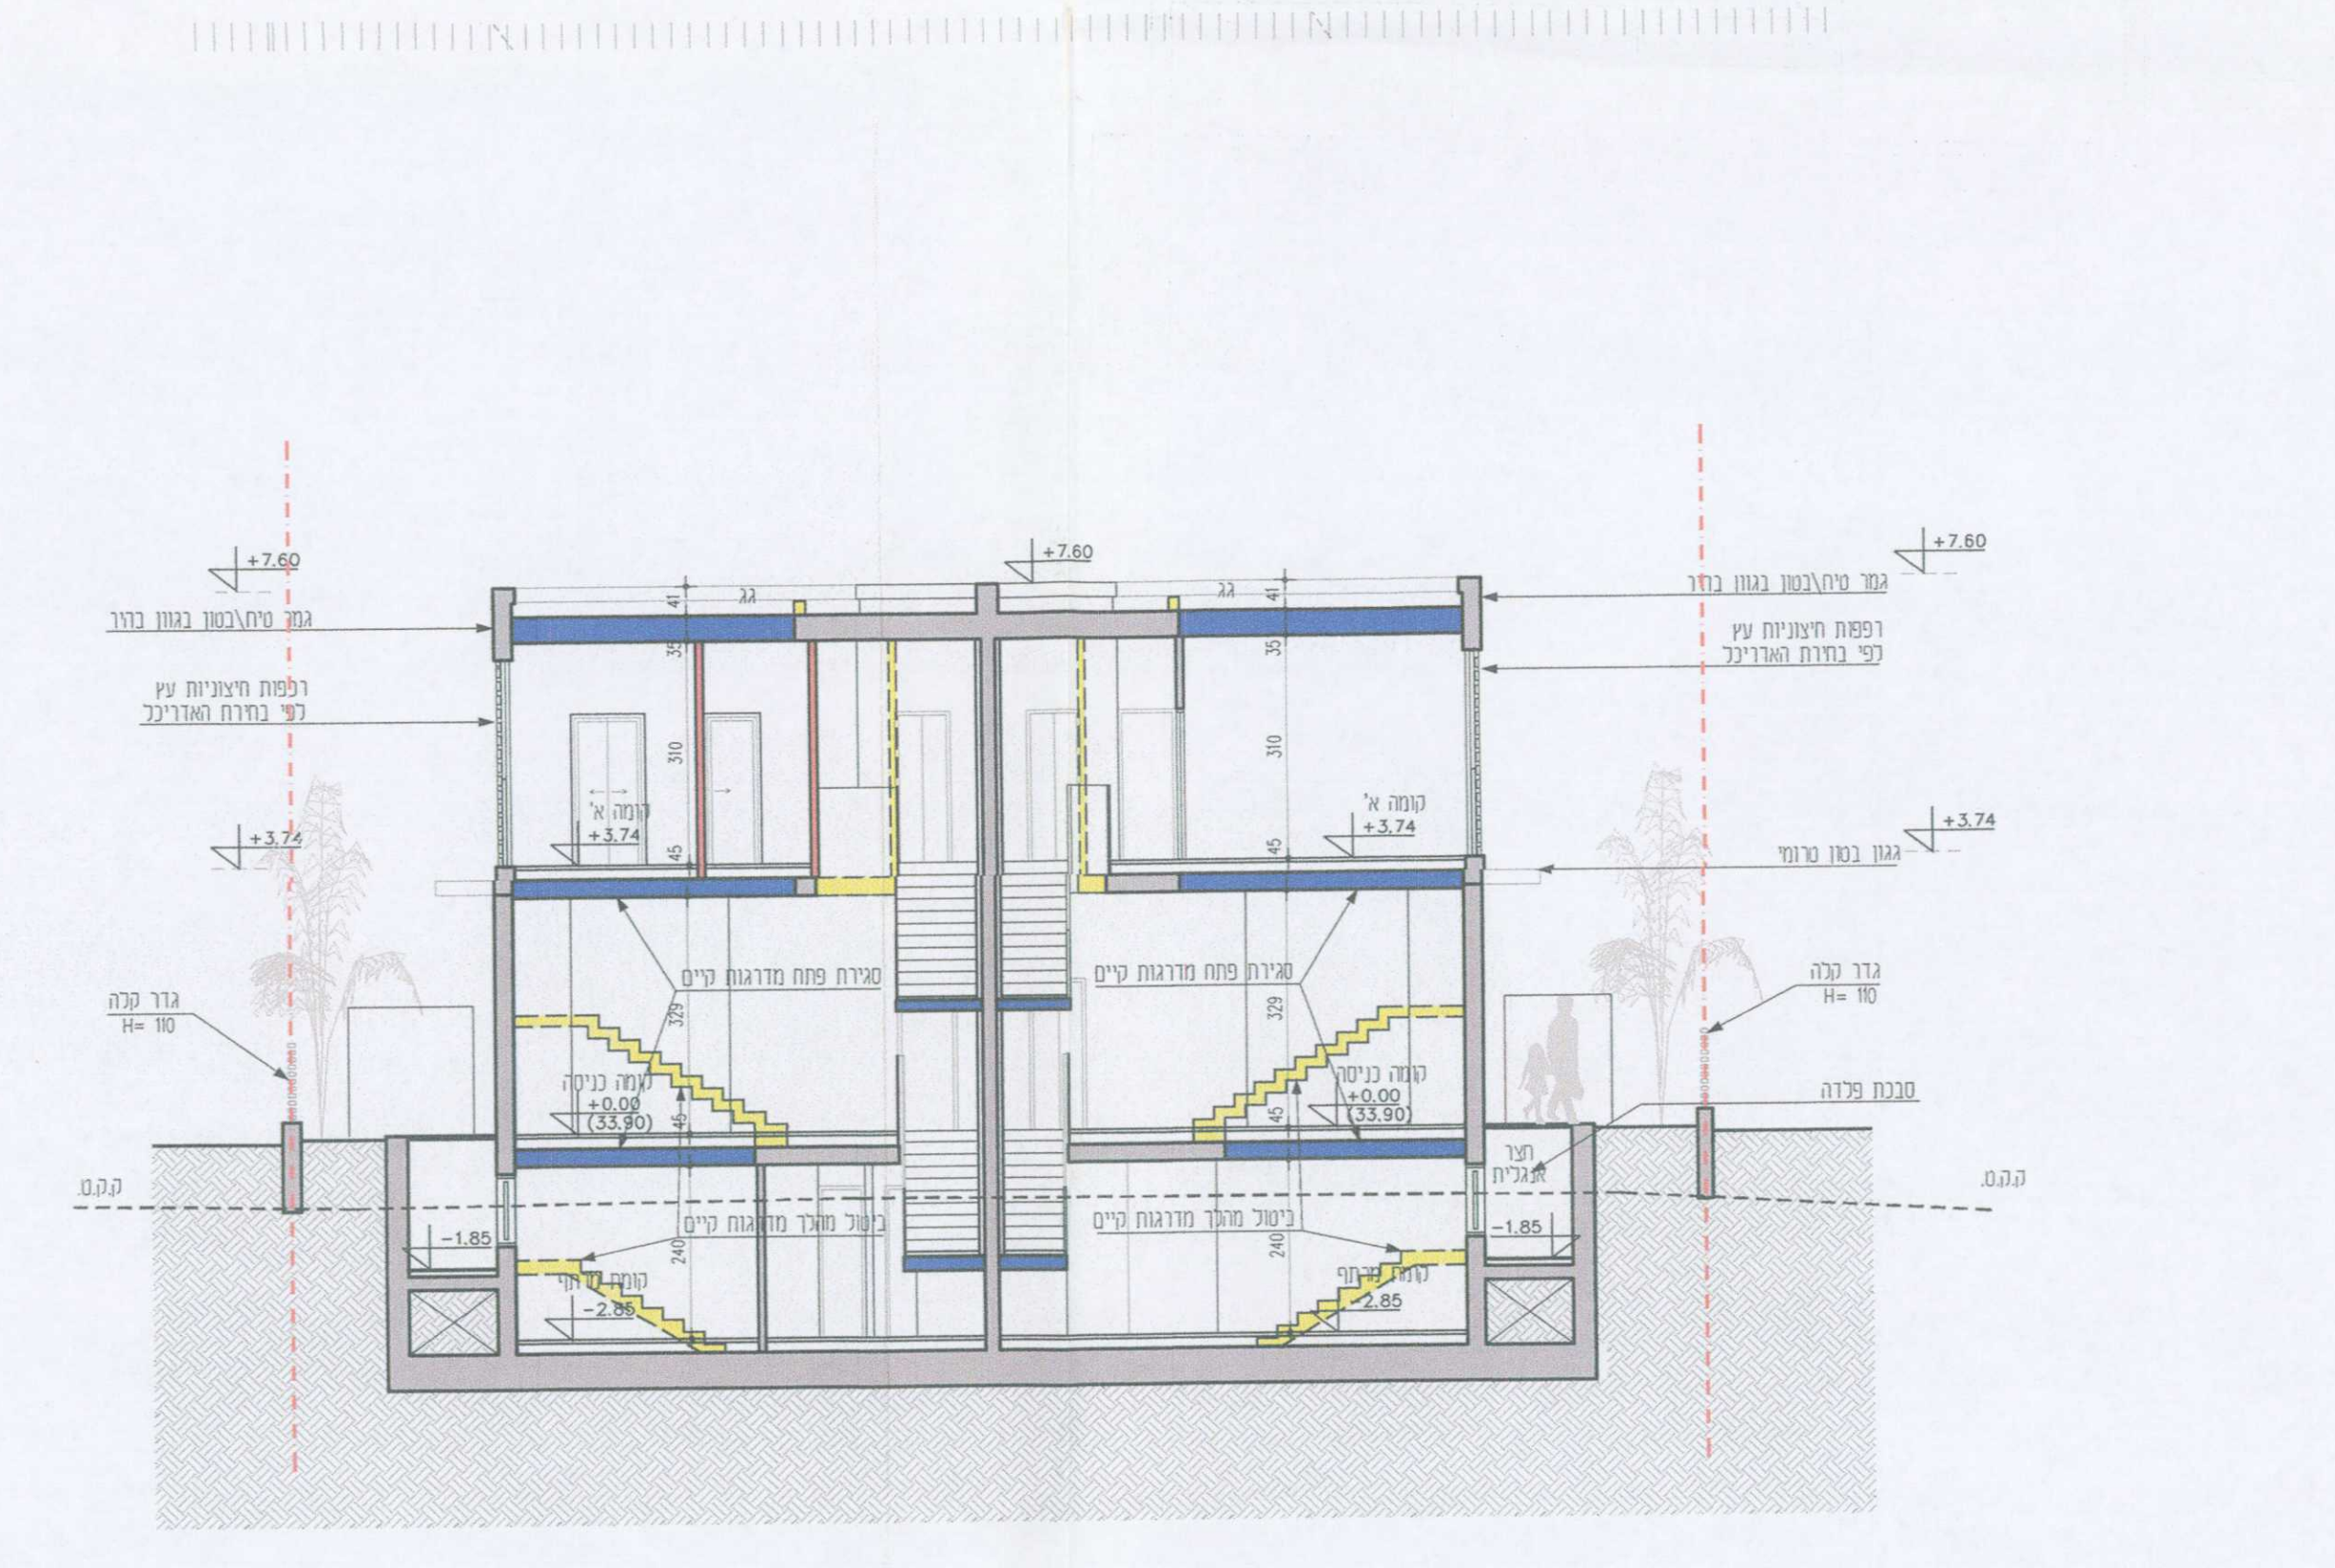 +7.60
+7.60
+7.60
גג
41
גג
41
גמר טיח\בטון בגוון בהיר
גמר טיח\בטון בגוון בהיר
35
35
רפפות חיצוניות עץ
לפי בחירת האדריכל
רפפות חיצוניות עץ
לפי בחירת האדריכל
310
310
קומה א'
+3.74
קומה א'
+3.74
+3.74
+3.74
45
45
גגון בטון טרומי
סגירת פתח מדרגות קיים
סגירת פתח מדרגות קיים
גדר קלה
H= 110
גדר קלה
H= 110
329
329
קומה כניסה
+0.00
(33.90)
קומה כניסה
+0.00
(33.90)
45
45
סבכת פלדה
חצר
אנגלית
ק.ק.ט.
ק.ק.ט.
ביטול מהלך מדרגות קיים
ביטול מהלך מדרגות קיים
-1.85
-1.85
240
240
קומת מרתף
-2.85
קומת מרתף
-2.85